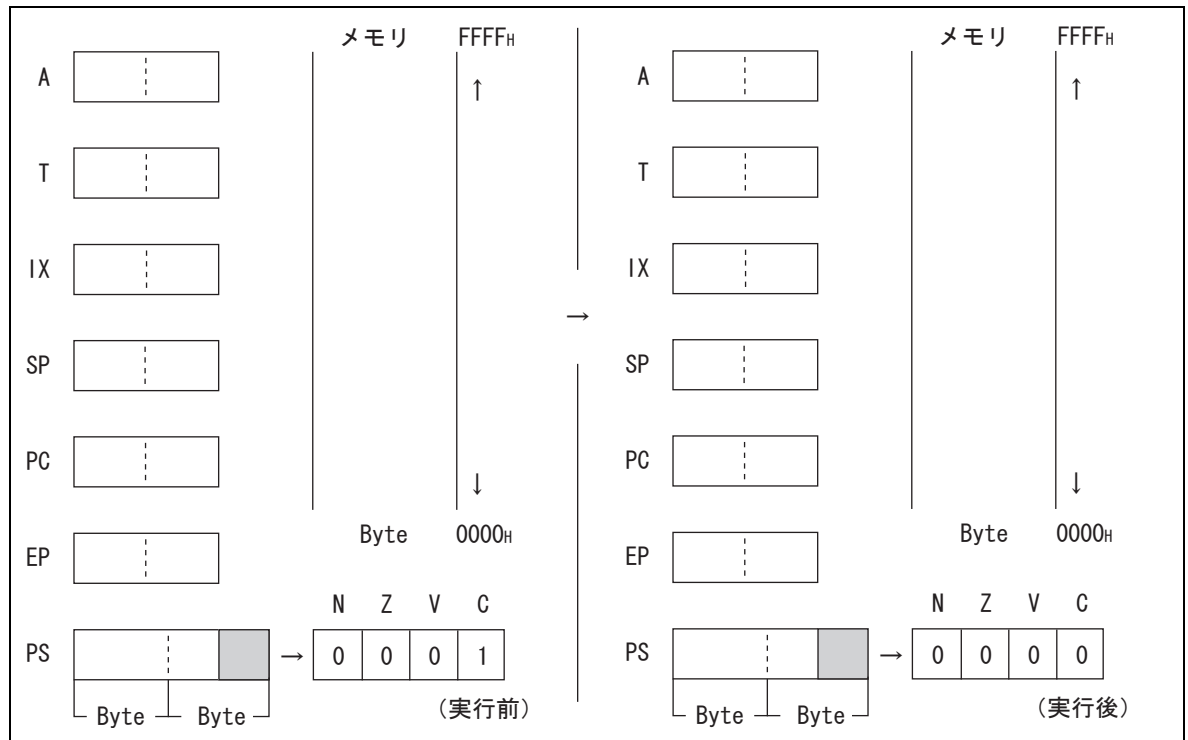 メモリ FFFFH
A
↑
T
IX
SP
PC
↓
Byte 0000H
EP
N Z V C
PS → 0 0 0 1
Byte Byte (実行前)
→
メモリ FFFFH
A
↑
T
IX
SP
PC
↓
Byte 0000H
EP
N Z V C
PS → 0 0 0 0
Byte Byte (実行後)